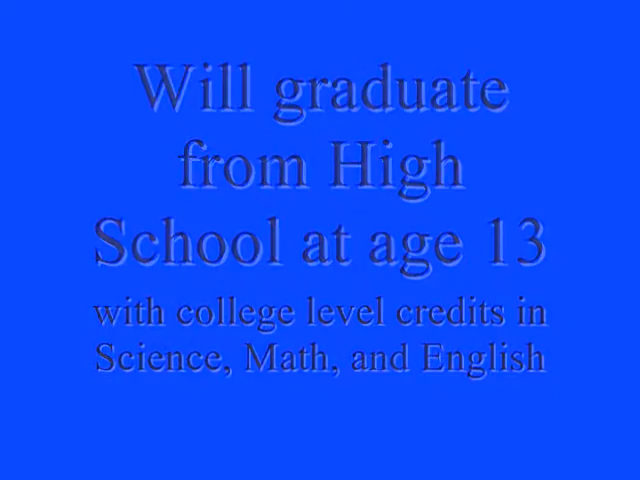 Will graduate
from High
School at age 13
with college level credits in
Science, Math, and English